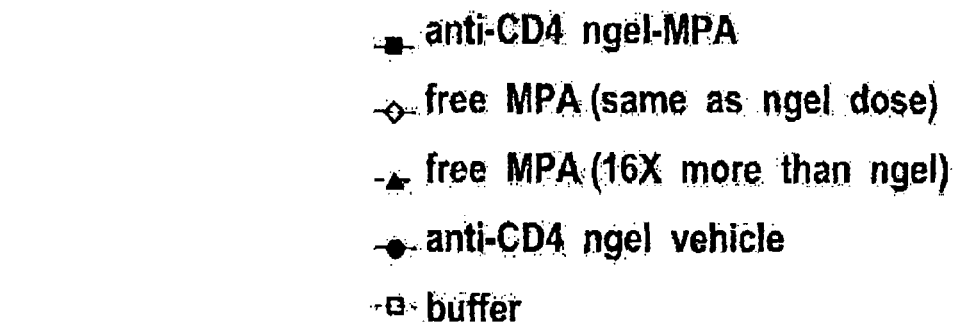 anti-CD4 ngel-MPA
free MPA (same as ngel dose)
free MPA (16X more than ngel)
anti-CD4 ngel vehicle
buffer